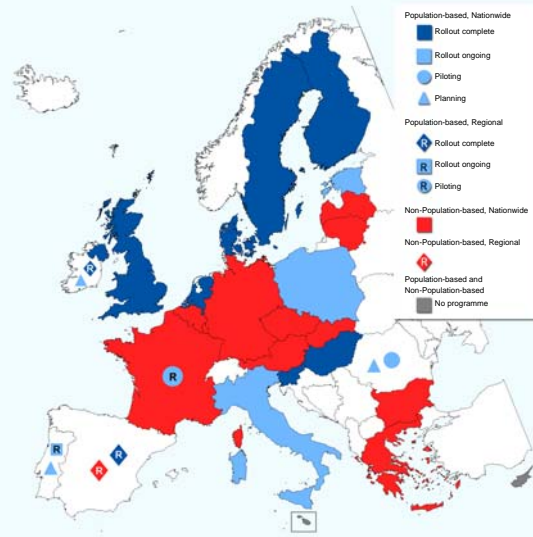 Population-based, Nationwide
Rollout complete
Rollout ongoing
Piloting
Planning
Population-based, Regional
R Rollout complete
R Rollout ongoing
R Piloting
Non-Population-based, Nationwide
Non-Population-based, Regional
R
Population-based and
Non-Population-based
No programme
R
R
R
R
R